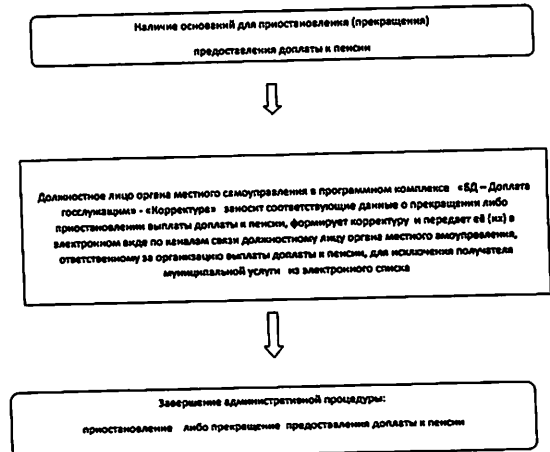 Наличие оснований для приостановления (прекращения)
предоставления доплаты к пенсии
Должностное лицо органа местного самоуправления в программном комплексе «БД – Доплата
госслужащим» - «Корректура» заносит соответствующие данные о прекращении либо
приостановлении выплаты доплаты к пенсии, формирует корректуру и передает её (их) в
электронном виде по каналам связи должностному лицу органа местного амоуправления,
ответственному за организацию выплаты доплаты к пенсии, для исключения получателя
муниципальной услуги из электронного списка
Завершение административной процедуры:
приостановление либо прекращение предоставления доплаты к пенсии